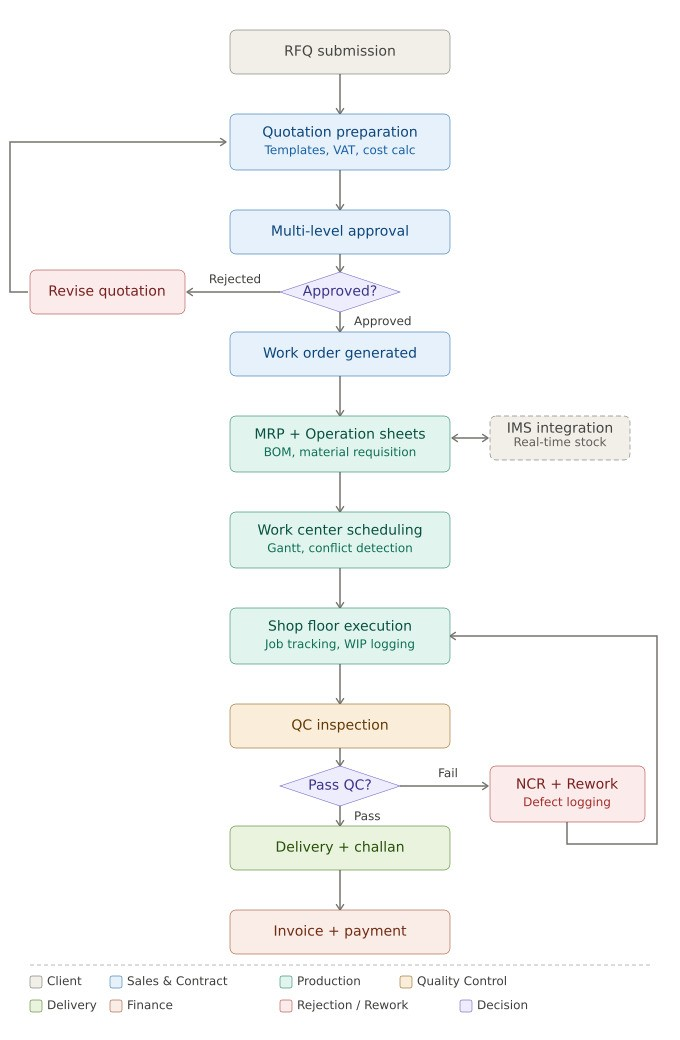 RFQ submission
Quotation preparation
Templates, VAT, cost calc
Multi-level approval
Approved?
Rejected
Revise quotation
Approved
Work order generated
MRP + Operation sheets
BOM, material requisition
IMS integration
Real-time stock
Work center scheduling
Gantt, conflict detection
Shop floor execution
Job tracking, WIP logging
QC inspection
Pass QC?
Fail
NCR + Rework
Defect logging
Pass
Delivery + challan
Invoice + payment
Client
Sales & Contract
Production
Quality Control
Delivery
Finance
Rejection / Rework
Decision